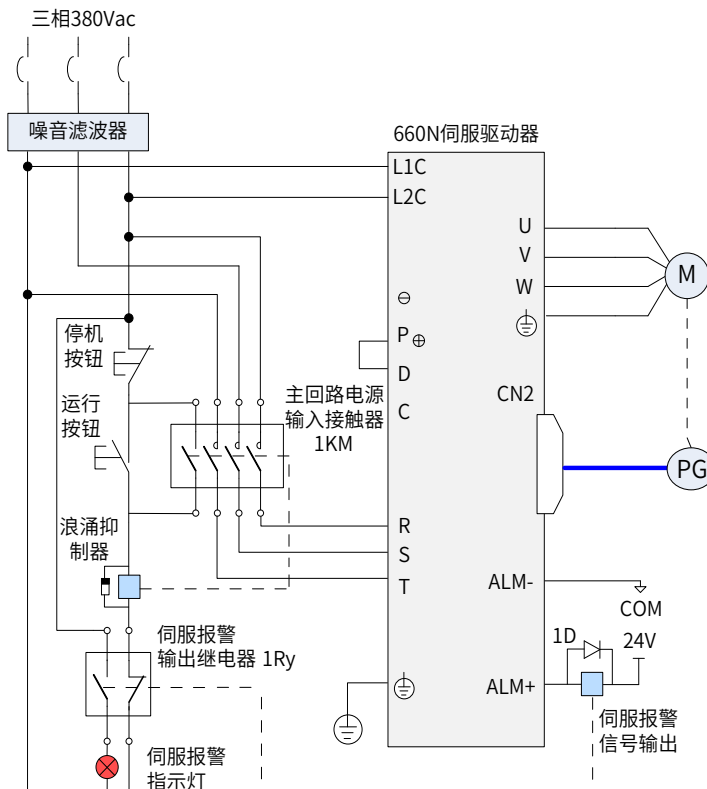 三相380Vac
噪音滤波器
660N伺服驱动器
L1C
L2C
U
V
W
M
⊖
P⊕
D
C
CN2
PG
停机
按钮
运行
按钮
主回路电源
输入接触器
1KM
R
S
T
浪涌抑
制器
ALM-
COM
伺服报警
输出继电器 1Ry
1D
24V
ALM+
伺服报警
信号输出
伺服报警
指示灯